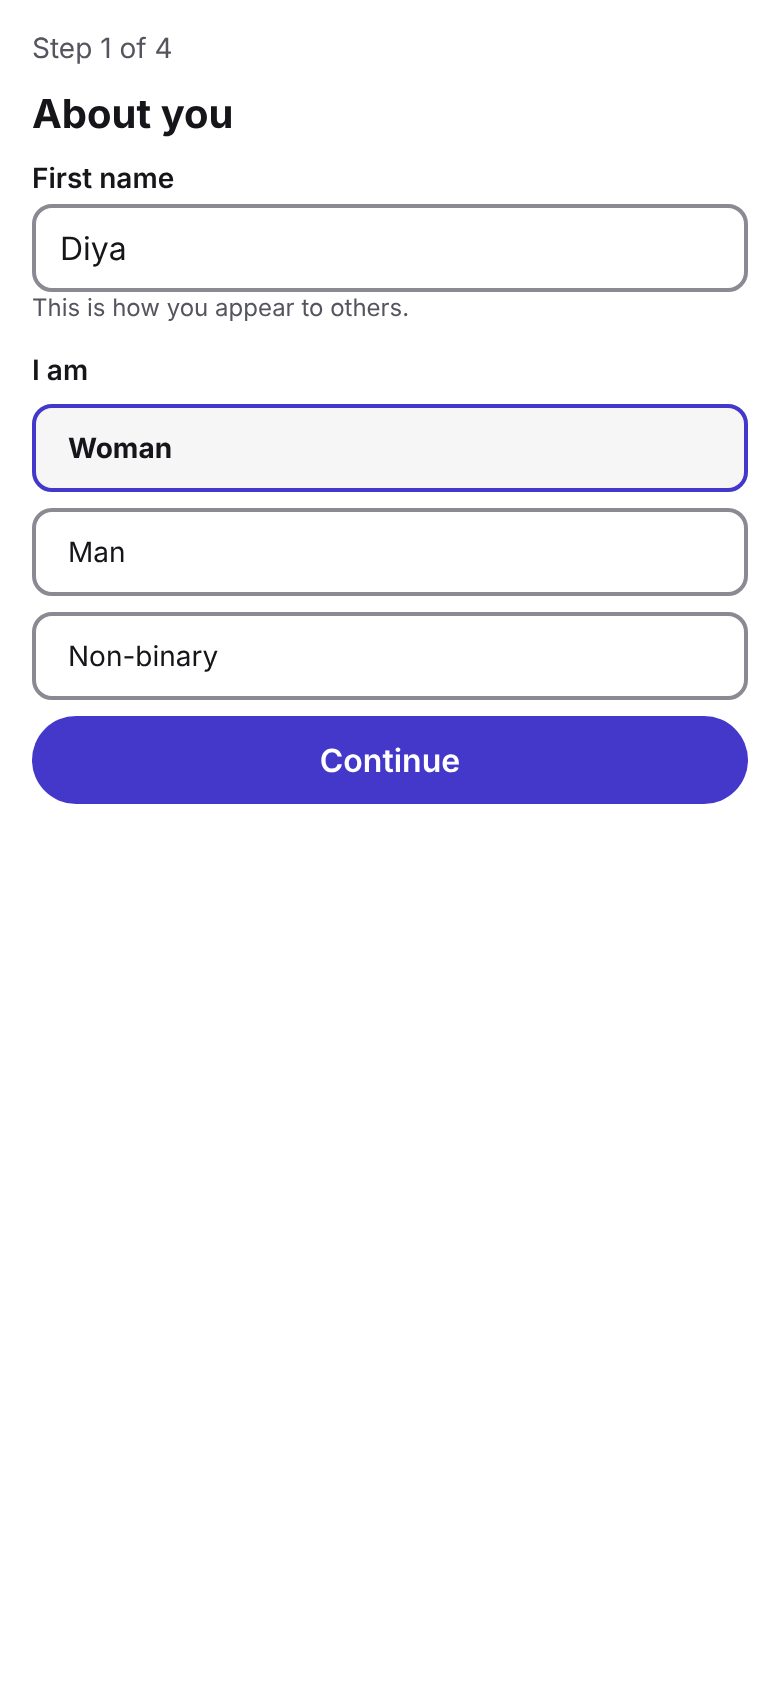 Step 1 of 4
About you
First name
Diya
This is how you appear to others.
I am
Woman
Man
Non-binary
Continue